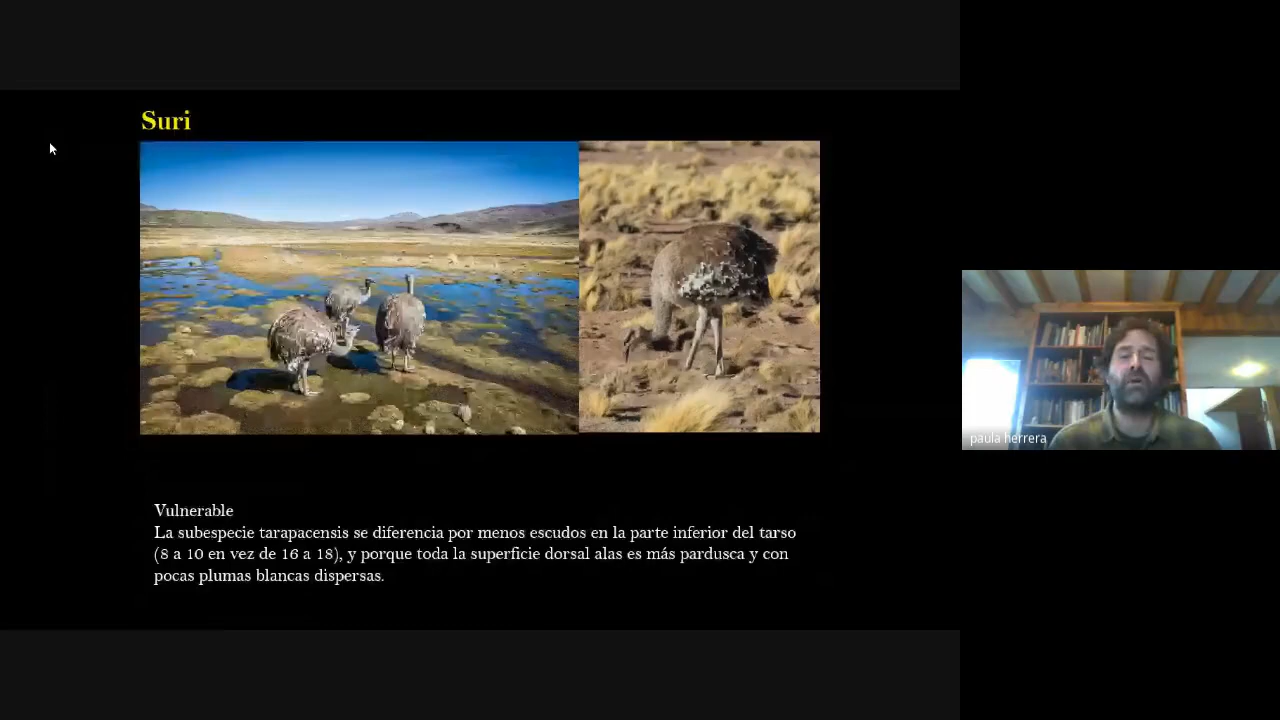 Suri
Vulnerable
La subespecie tarapacensis se diferencia por menos escudos en la parte inferior del tarso
(8 a 10 en vez de 16 a 18), y porque toda la superficie dorsal alas es más pardusca y con
pocas plumas blancas dispersas.
paula herrera